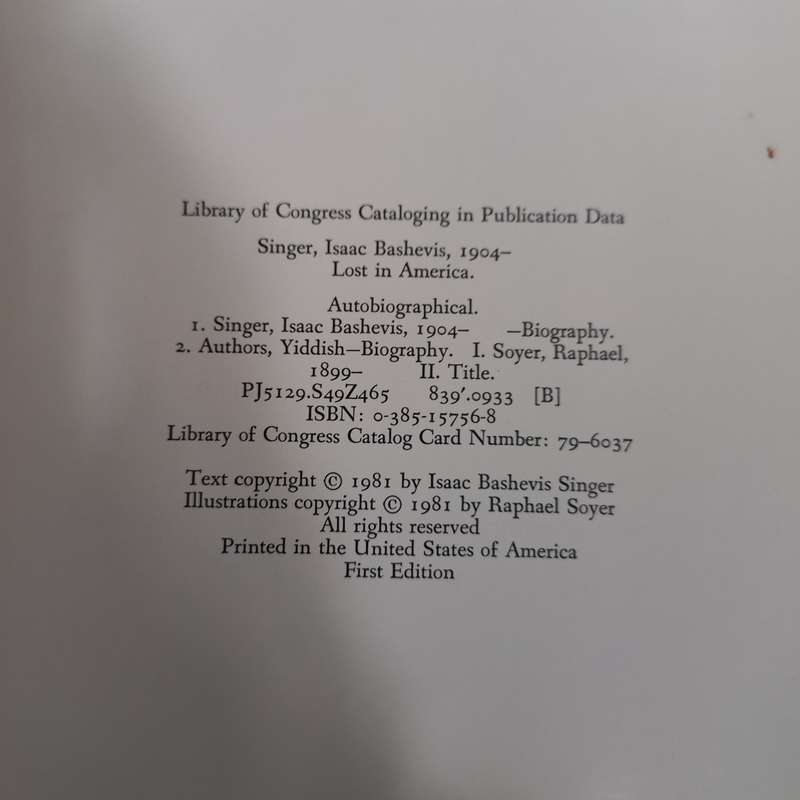 Library of Congress Cataloging in Publication Data
Singer, Isaac Bashevis, 1904–
Lost in America.
Autobiographical.
1. Singer, Isaac Bashevis, 1904– —Biography.
2. Authors, Yiddish—Biography. I. Soyer, Raphael,
1899– II. Title.
PJ5129.S49Z465 839'.0933 [B]
ISBN: 0-385-15756-8
Library of Congress Catalog Card Number: 79–6037
Text copyright © 1981 by Isaac Bashevis Singer
Illustrations copyright © 1981 by Raphael Soyer
All rights reserved
Printed in the United States of America
First Edition